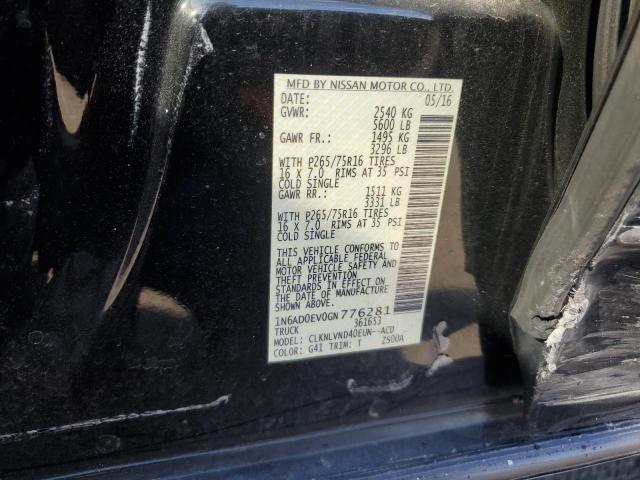 MFD BY NISSAN MOTOR CO., LTD.
DATE: 05/16
GVWR: 2540 KG
5600 LB
GAWR FR.: 1495 KG
3296 LB
WITH P265/75R16 TIRES
16 X 7.0 RIMS AT 35 PSI
COLD SINGLE
GAWR RR.: 1511 KG
3331 LB
WITH P265/75R16 TIRES
16 X 7.0 RIMS AT 35 PSI
COLD SINGLE
THIS VEHICLE CONFORMS TO
ALL APPLICABLE FEDERAL
MOTOR VEHICLE SAFETY AND
THEFT PREVENTION
STANDARDS IN EFFECT ON
THE DATE OF MANUFACTURE
SHOWN ABOVE.
1N6AD0EV0GN776281
TRUCK 361653
MODEL: CLKNLVND40EUN--ACD
COLOR: G41 TRIM: T ZS00A